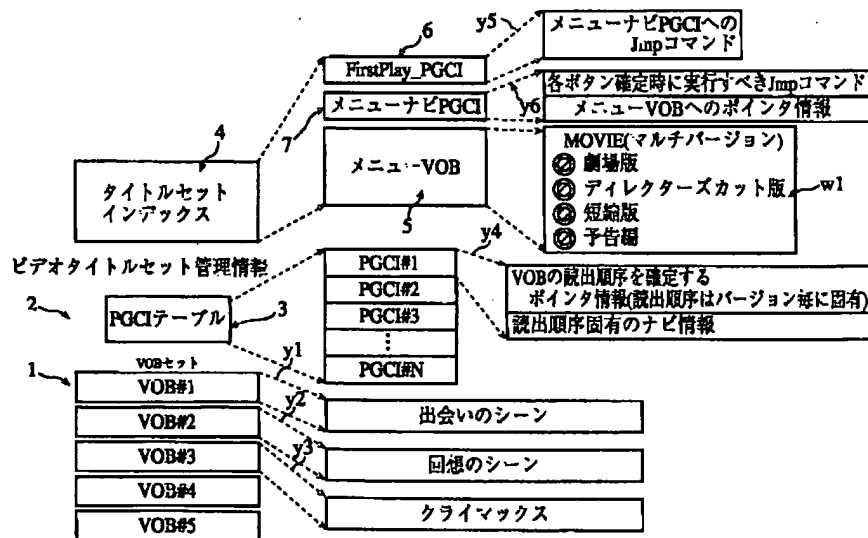 y5
メニューナビPGCIへの
Jmpコマンド
6
FirstPlay_PGCI
各ボタン確定時に実行すべきJmpコマンド
メニューナビPGCI
y6
メニューVOBへのポインタ情報
7
4
タイトルセット
インデックス
メニューVOB
5
MOVIE(マルチバージョン)
劇場版
ディレクターズカット版
w1
短縮版
予告編
ビデオタイトルセット管理情報
y4
2
PGCIテーブル
3
PGCI#1
PGCI#2
PGCI#3
⋮
PGCI#N
VOBの読出順序を確定する
ポインタ情報(読出順序はバージョン毎に固有)
読出順序固有のナビ情報
VOBセット
1
y1
VOB#1
y2
出会いのシーン
VOB#2
y3
回想のシーン
VOB#3
クライマックス
VOB#4
VOB#5